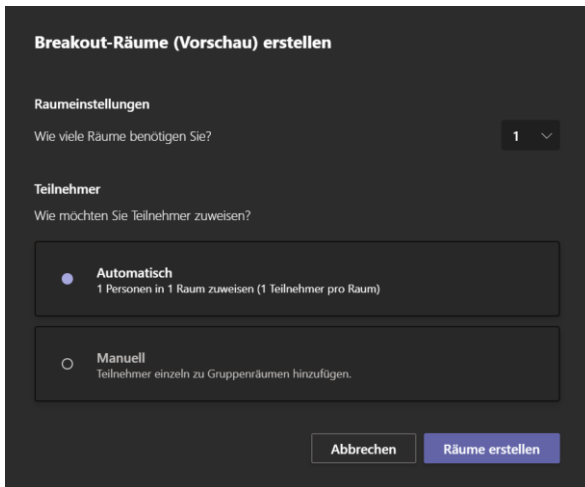 Breakout-Räume (Vorschau) erstellen
Raumeinstellungen
Wie viele Räume benötigen Sie?
1
Teilnehmer
Wie möchten Sie Teilnehmer zuweisen?
Automatisch
1 Personen in 1 Raum zuweisen (1 Teilnehmer pro Raum)
Manuell
Teilnehmer einzeln zu Gruppenräumen hinzufügen.
Abbrechen
Räume erstellen